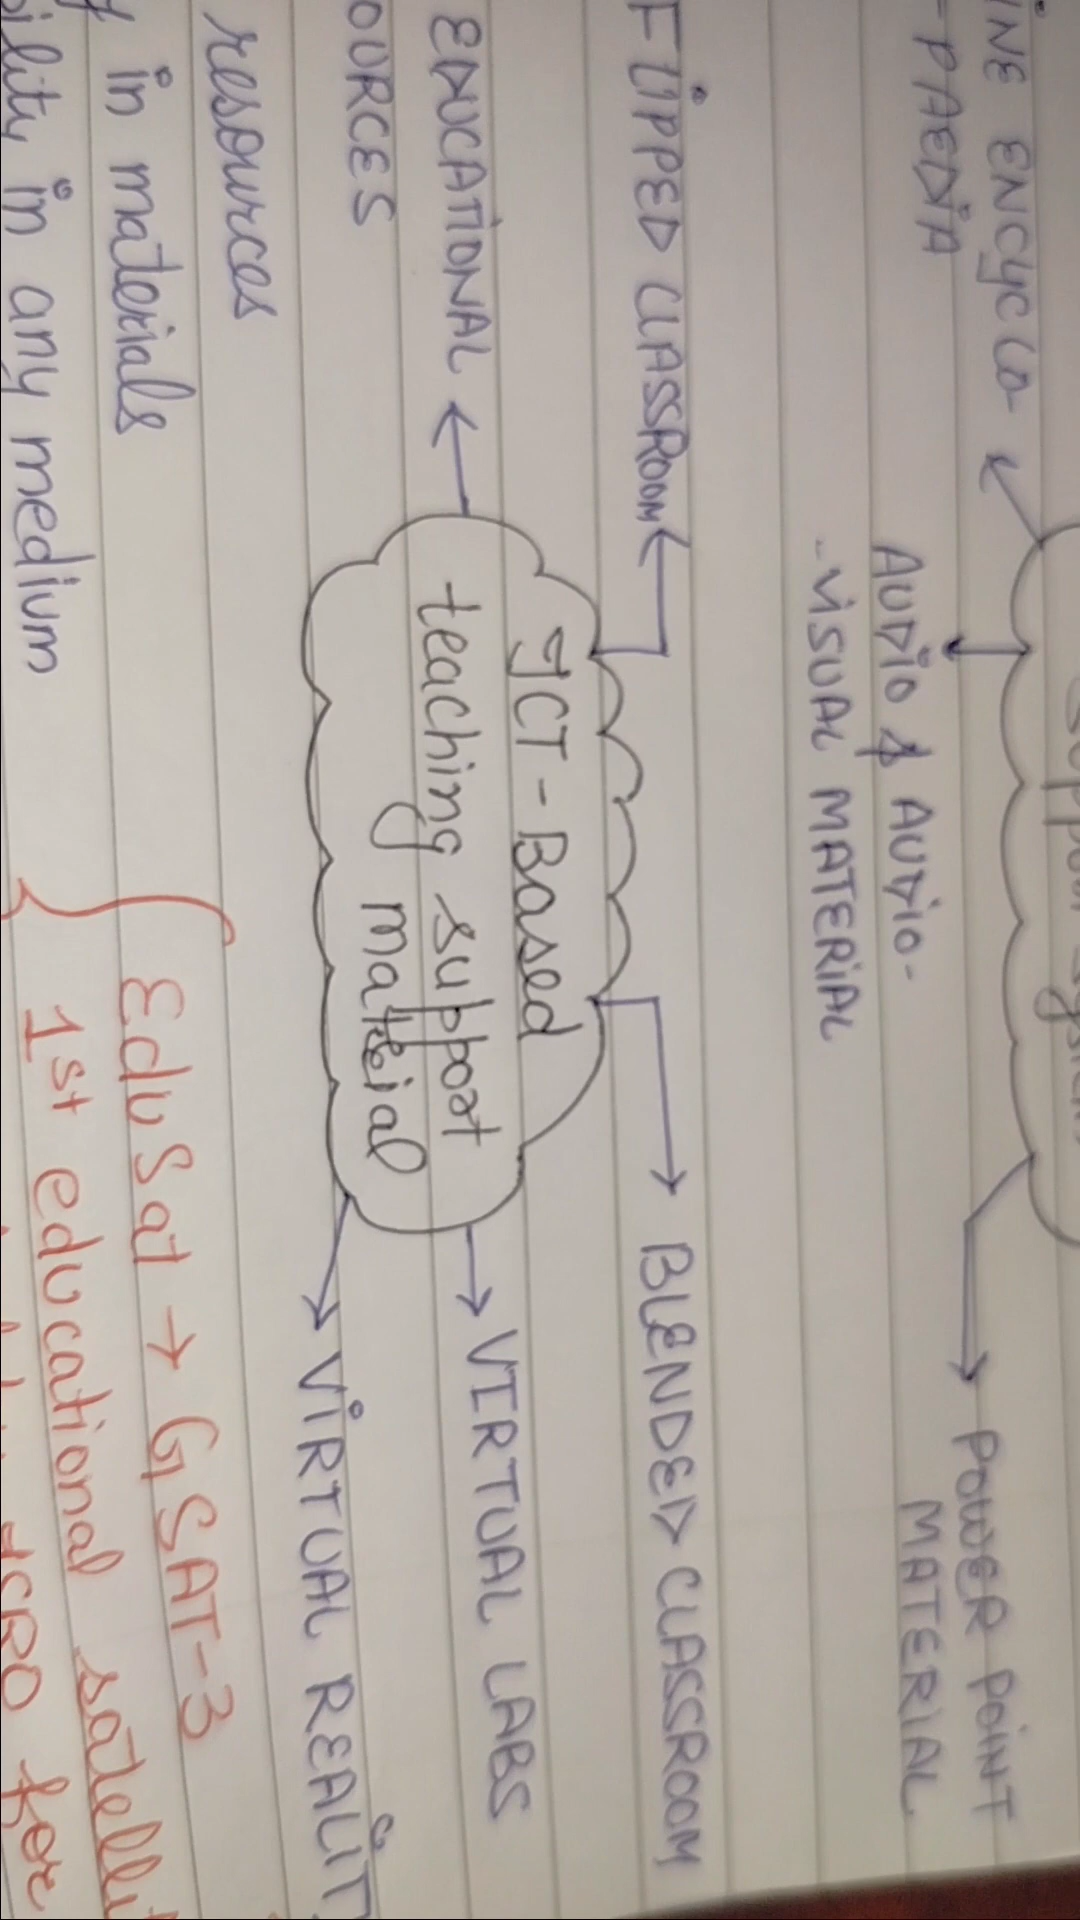 INE ENCYCLO-
-PAEDIA
AUDIO & AUDIO-
-VISUAL MATERIAL
POWER POINT
MATERIAL
FLIPPED CLASSROOM
BLENDED CLASSROOM
EDUCATIONAL
OURCES
ICT-Based
teaching support
material
VIRTUAL LABS
VIRTUAL REALIT
resources
y in materials
ility in any medium
EduSat → GSAT-3
1st educational satelli
ISRO for